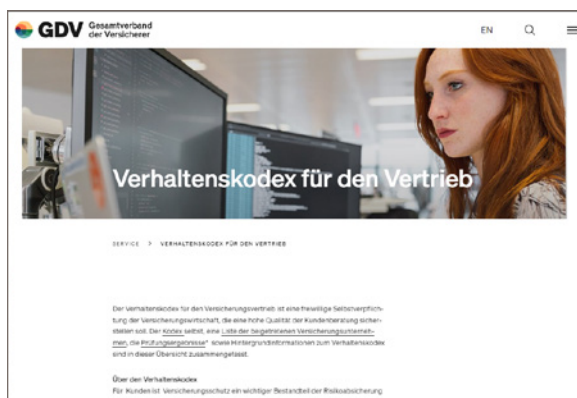 GDV Gesamtverband
der Versicherer
EN
Verhaltenskodex für den Vertrieb
SERVICE > VERHALTENSKODEX FÜR DEN VERTRIEB
Der Verhaltenskodex für den Versicherungsvertrieb ist eine freiwillige Selbstverpflich-
tung der Versicherungswirtschaft, die eine hohe Qualität der Kundenberatung sicher-
stellen soll. Der Kodex selbst, eine Liste der beigetretenen Versicherungsunterneh-
men, die Prüfungsergebnisse* sowie Hintergrundinformationen zum Verhaltenskodex
sind in dieser Übersicht zusammengefasst.
Über den Verhaltenskodex
Für Kunden ist Versicherungsschutz ein wichtiger Bestandteil der Risikoabsicherung